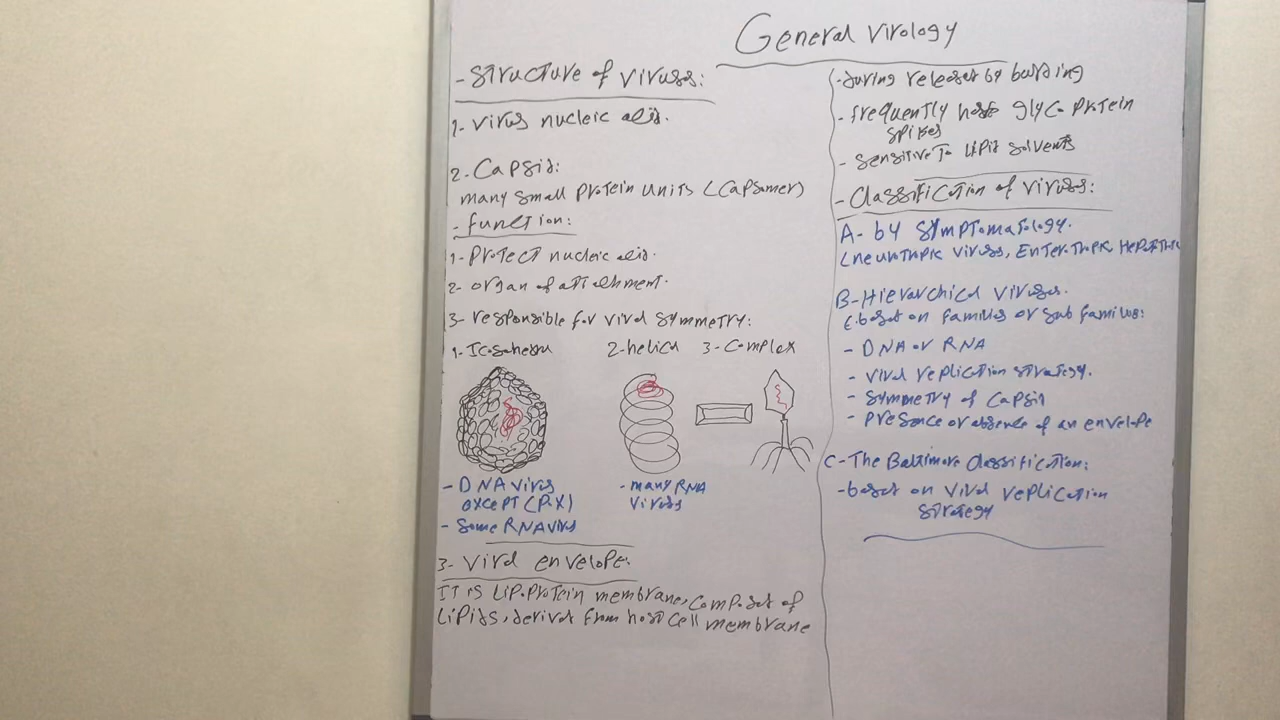 General Virology
- Structure of viruses:
1- Virus nucleic acid.
2- Capsid:
many small protein units (capsomer)
- function:
1- Protect nucleic acid.
2- organ of attachment.
3- responsible for viral symmetry:
1- Icosahedral
2- helical
3- Complex
- DNA virus
except (Pox)
- Some RNA virus
- many RNA
viruses
3- Viral envelope:
It is Lipoprotein membrane, composed of
Lipids, derived from host cell membrane
- during released by budding
- frequently have glycoprotein
spikes
- Sensitive to Lipid solvents
- Classification of viruses:
A- by symptomatology.
(neurotropic viruses, Enterotropic Hepatotropic
B- Hierarchical viruses.
(based on families or sub families:
- DNA or RNA
- viral replication strategy.
- symmetry of capsid
- presence or absence of an envelope
C- The Baltimore Classification:
- based on viral replication
strategy